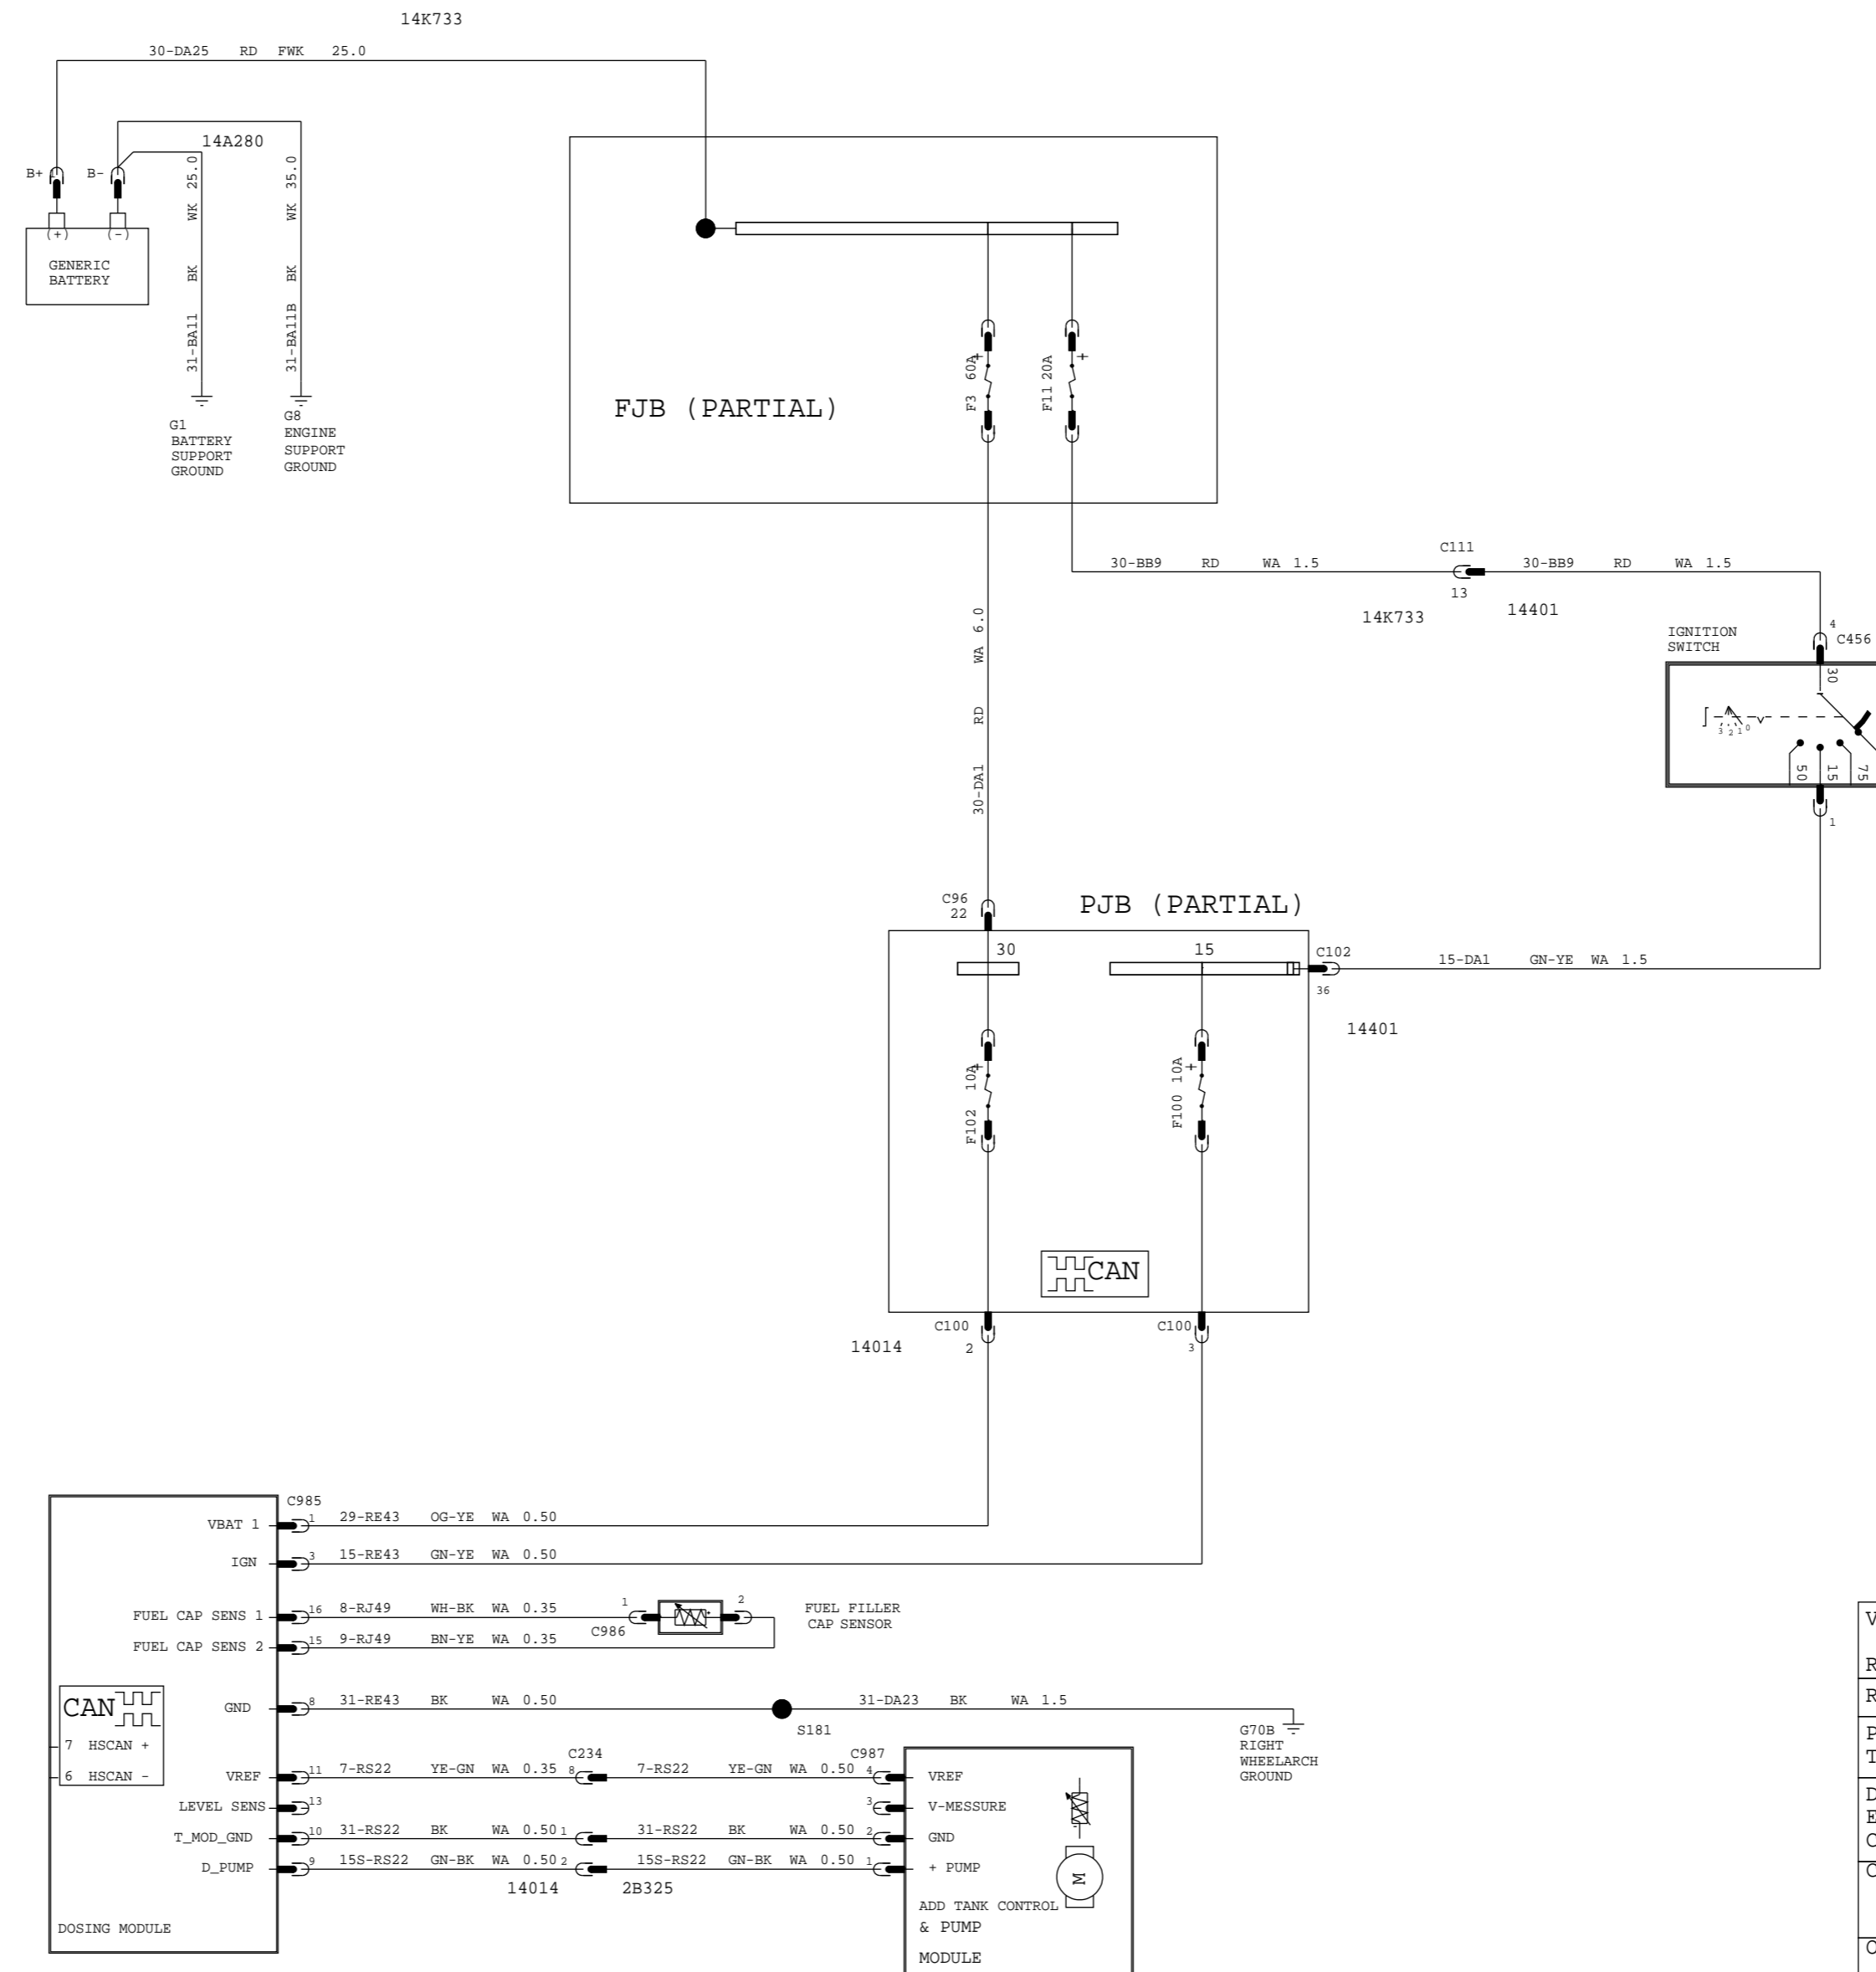 14K733
30-DA25 RD FWK 25.0
14A280
B+ 1
B-
(+)
(-)
GENERIC
BATTERY
31-BA11 BK WK 25.0
31-BA11B BK WK 35.0
G1
BATTERY
SUPPORT
GROUND
G8
ENGINE
SUPPORT
GROUND
FJB (PARTIAL)
F3 60A
+
F11 20A
+
30-BB9 RD WA 1.5
C111
13
30-BB9 RD WA 1.5
14K733
14401
30-DA1 RD WA 6.0
IGNITION
SWITCH
4
C456
30
3 2 1 0
50
15
75
1
C96
22
PJB (PARTIAL)
30
15
C102
36
15-DA1 GN-YE WA 1.5
14401
F102 10A
+
F100 10A
+
CAN
C100
2
C100
3
14014
C985
VBAT 1
1
29-RE43 OG-YE WA 0.50
IGN
3
15-RE43 GN-YE WA 0.50
FUEL CAP SENS 1
16
8-RJ49 WH-BK WA 0.35
1
C986
2
FUEL FILLER
CAP SENSOR
FUEL CAP SENS 2
15
9-RJ49 BN-YE WA 0.35
CAN
7 HSCAN +
6 HSCAN -
GND
8
31-RE43 BK WA 0.50
S181
31-DA23 BK WA 1.5
G70B
RIGHT
WHEELARCH
GROUND
VREF
11
7-RS22 YE-GN WA 0.35
C234
8
7-RS22 YE-GN WA 0.50
C987
4
VREF
LEVEL SENS
13
3
V-MESSURE
T_MOD_GND
10
31-RS22 BK WA 0.50
1
31-RS22 BK WA 0.50
2
GND
D_PUMP
9
15S-RS22 GN-BK WA 0.50
2
15S-RS22 GN-BK WA 0.50
1
+ PUMP
M
14014
2B325
ADD TANK CONTROL
& PUMP
MODULE
DOSING MODULE
V
R
R
P
T
D
E
C